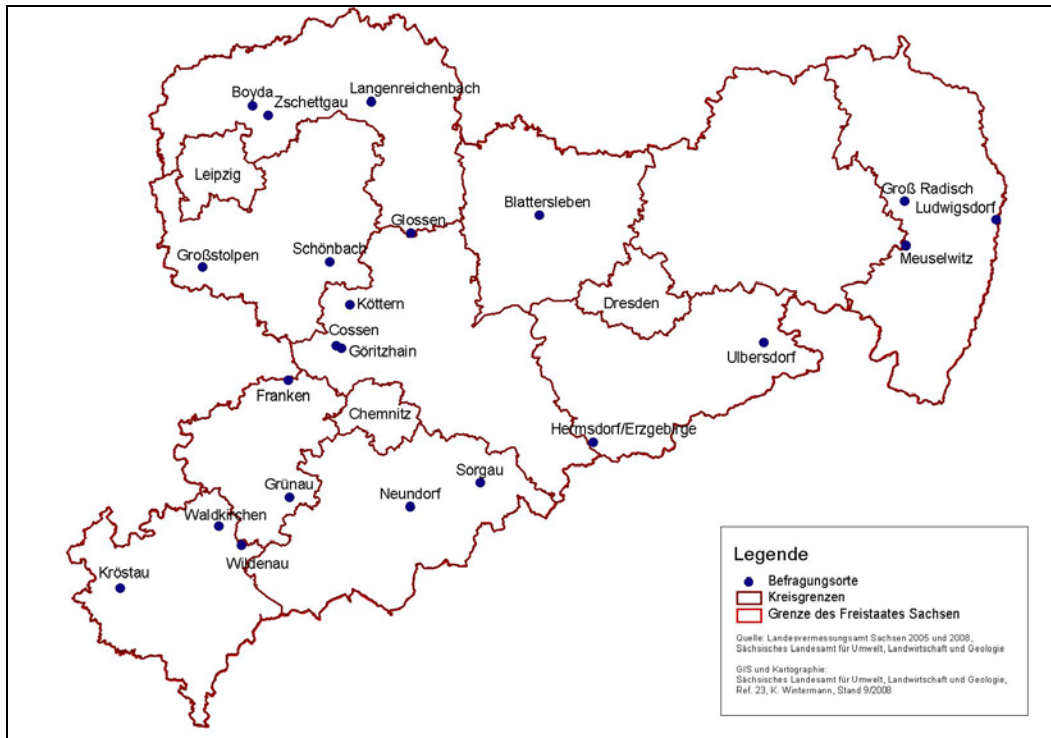 Langenreichenbach
Boyda
Zschettgau
Leipzig
Groß Radisch
Blattersleben
Ludwigsdorf
Glossen
Großstolpen
Schönbach
Meuselwitz
Köttern
Dresden
Cossen
Göritzhain
Ulbersdorf
Franken
Chemnitz
Hermsdorf/Erzgebirge
Sorgau
Grünau
Neundorf
Waldkirchen
Wildenau
Kröstau
Legende
Befragungsorte
Kreisgrenzen
Grenze des Freistaates Sachsen
Quelle: Landesvermessungsamt Sachsen 2005 und 2008,
Sächsisches Landesamt für Umwelt, Landwirtschaft und Geologie
GIS und Kartographie:
Sächsisches Landesamt für Umwelt, Landwirtschaft und Geologie,
Ref. 23, K. Wintermann, Stand 9/2008